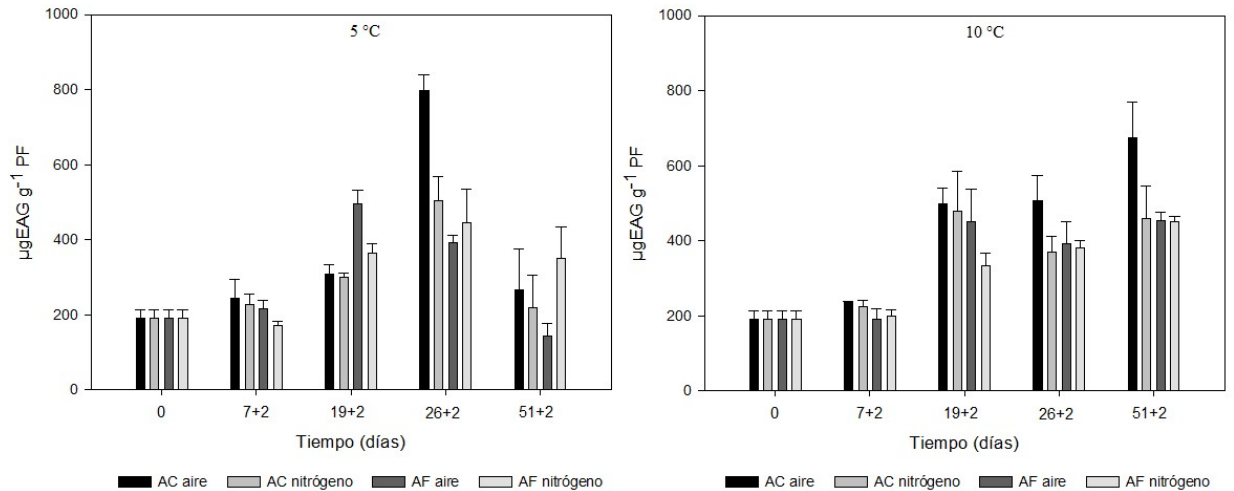 5 °C
1000
800
600
400
200
0
µgEAG g⁻¹ PF
0 7+2 19+2 26+2 51+2
Tiempo (días)
AC aire AC nitrógeno AF aire AF nitrógeno
10 °C
1000
800
600
400
200
0
µgEAG g⁻¹ PF
0 7+2 19+2 26+2 51+2
Tiempo (días)
AC aire AC nitrógeno AF aire AF nitrógeno